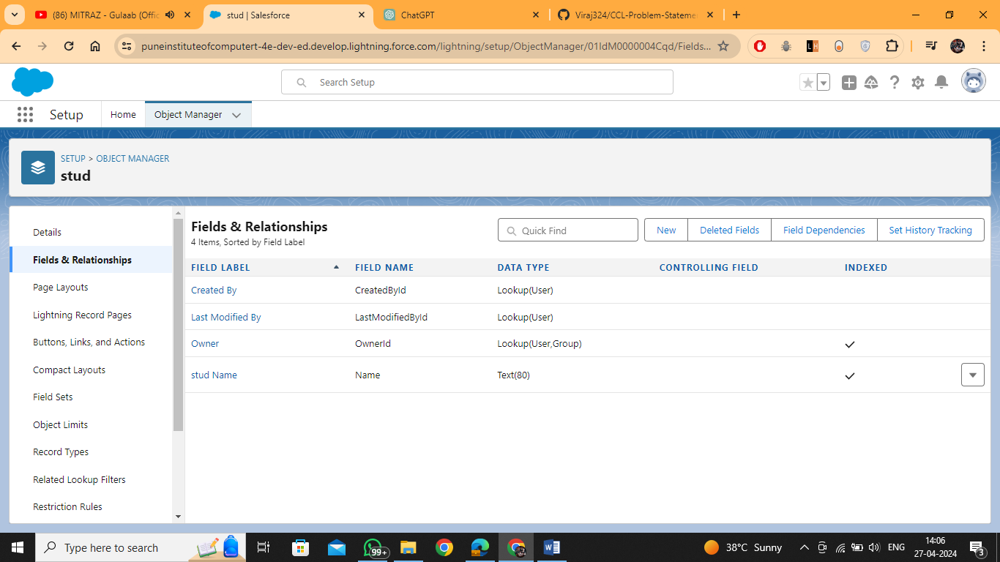 (86) MITRAZ - Gulaab (Offic
stud | Salesforce
ChatGPT
Viraj324/CCL-Problem-Stateme
puneinstituteofcomputert-4e-dev-ed.develop.lightning.force.com/lightning/setup/ObjectManager/01IdM0000004Cqd/Fields...
Search Setup
Setup
Home
Object Manager
SETUP > OBJECT MANAGER
stud
Details
Fields & Relationships
Page Layouts
Lightning Record Pages
Buttons, Links, and Actions
Compact Layouts
Field Sets
Object Limits
Record Types
Related Lookup Filters
Restriction Rules
Fields & Relationships
4 Items, Sorted by Field Label
Quick Find
New
Deleted Fields
Field Dependencies
Set History Tracking
FIELD LABEL FIELD NAME DATA TYPE CONTROLLING FIELD INDEXED
Created By CreatedById Lookup(User)
Last Modified By LastModifiedById Lookup(User)
Owner OwnerId Lookup(User,Group)
stud Name Name Text(80)
Type here to search
99+
38°C Sunny
ENG
14:06
27-04-2024
3